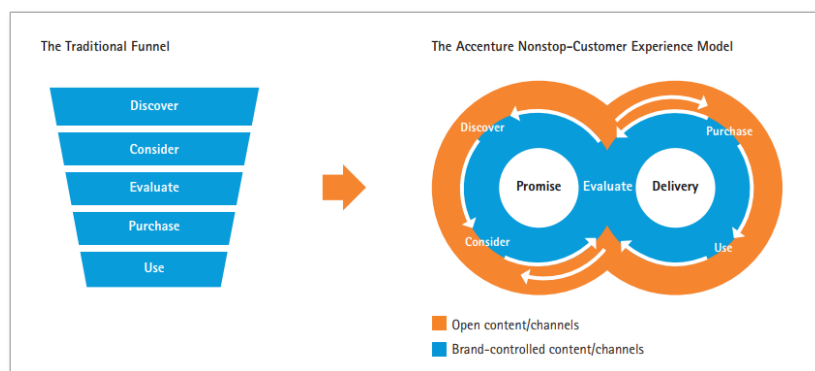 The Traditional Funnel
Discover
Consider
Evaluate
Purchase
Use
The Accenture Nonstop-Customer Experience Model
Discover
Purchase
Promise
Evaluate
Delivery
Consider
Use
Open content/channels
Brand-controlled content/channels